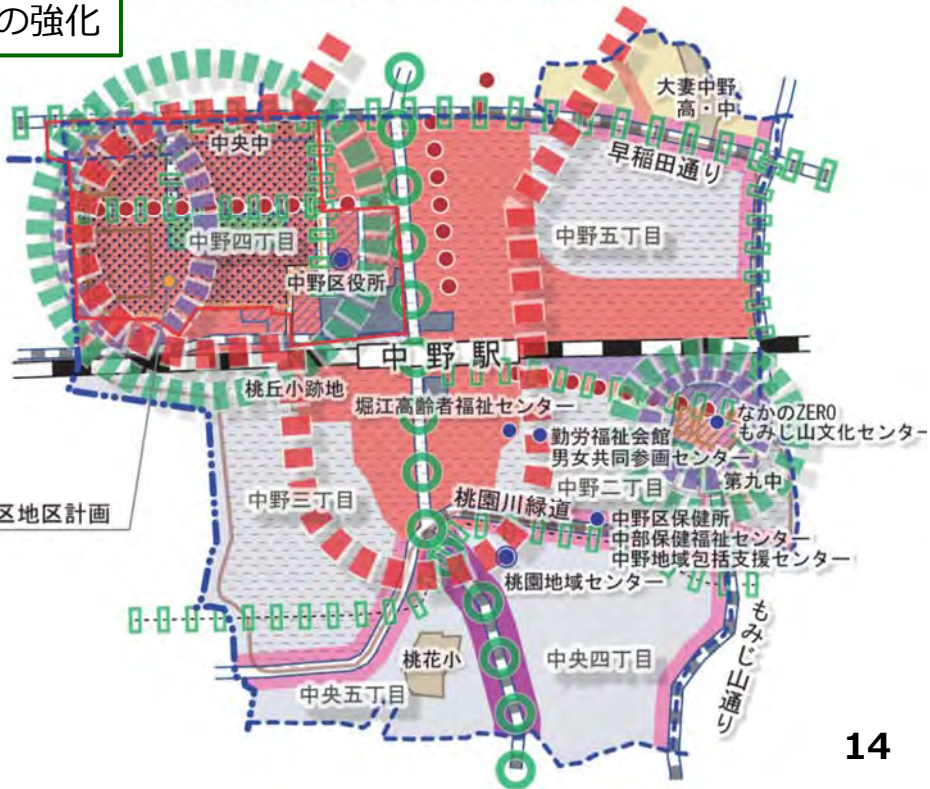 の強化
大妻中野
高・中
早稲田通り
中央中
中野四丁目
中野五丁目
中野区役所
中野駅
桃丘小跡地
堀江高齢者福祉センター
なかのZERO
もみじ山文化センター
勤労福祉会館
男女共同参画センター
第九中
中野三丁目
中野二丁目
桃園川緑道
区地区計画
中野区保健所
中部保健福祉センター
中野地域包括支援センター
桃園地域センター
もみじ山通り
桃花小
中央四丁目
中央五丁目
14